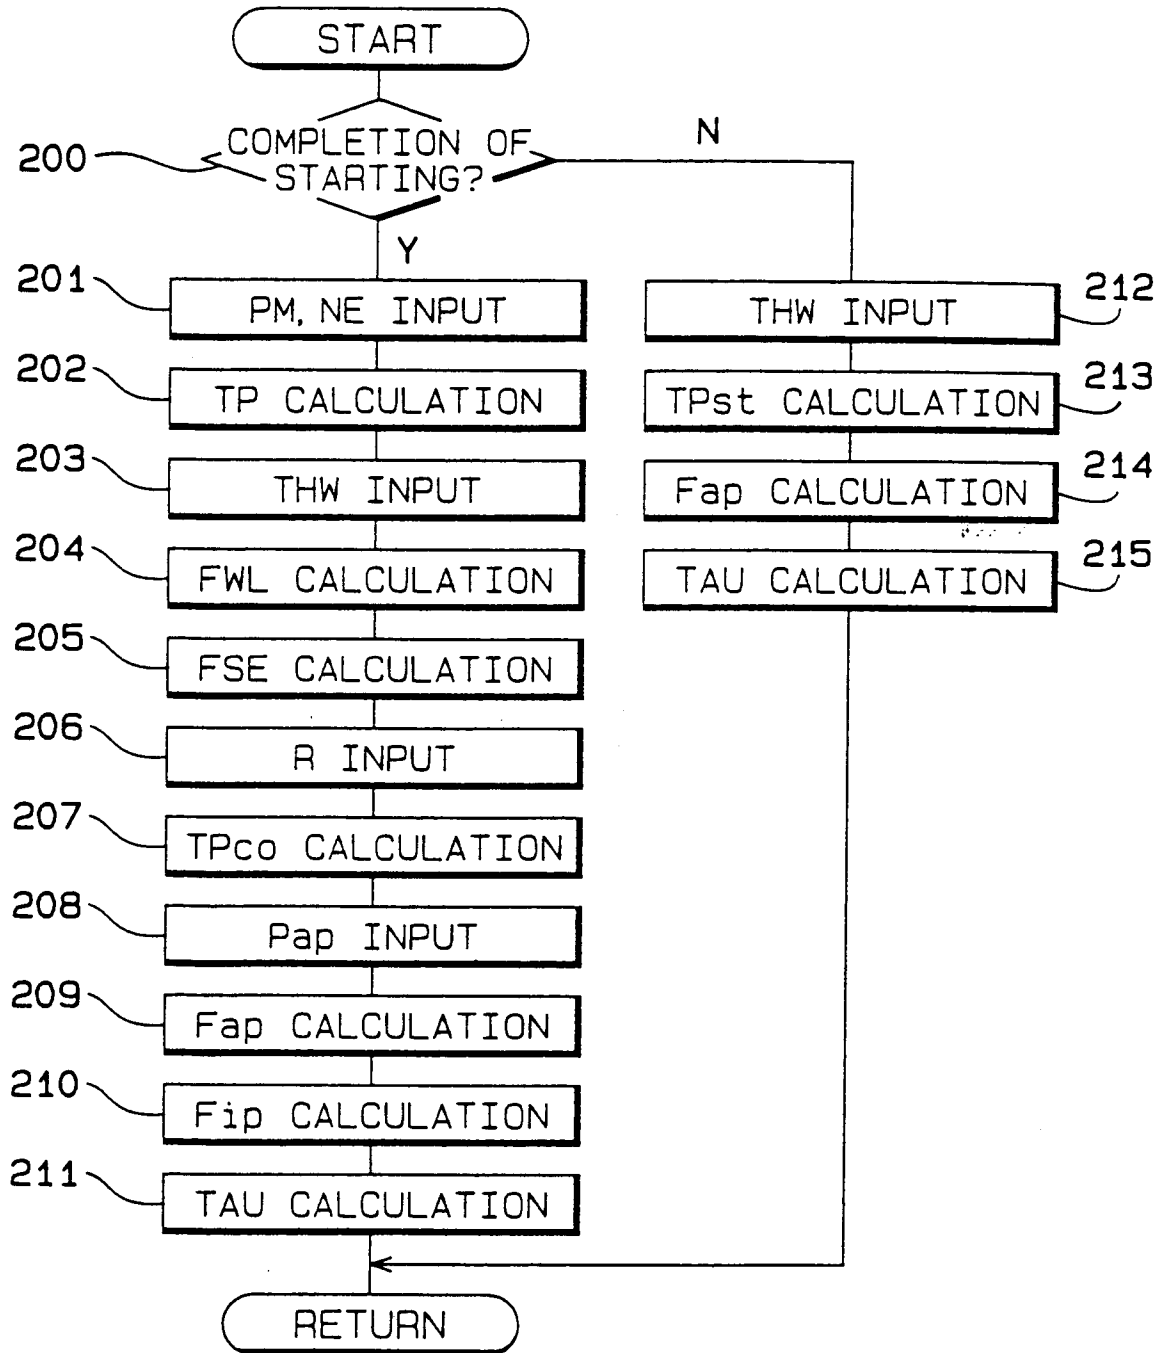 START
COMPLETION OF
STARTING?
200
N
Y
201
PM, NE INPUT
202
TP CALCULATION
203
THW INPUT
204
FWL CALCULATION
205
FSE CALCULATION
206
R INPUT
207
TPco CALCULATION
208
Pap INPUT
209
Fap CALCULATION
210
Fip CALCULATION
211
TAU CALCULATION
THW INPUT
212
TPst CALCULATION
213
Fap CALCULATION
214
TAU CALCULATION
215
RETURN